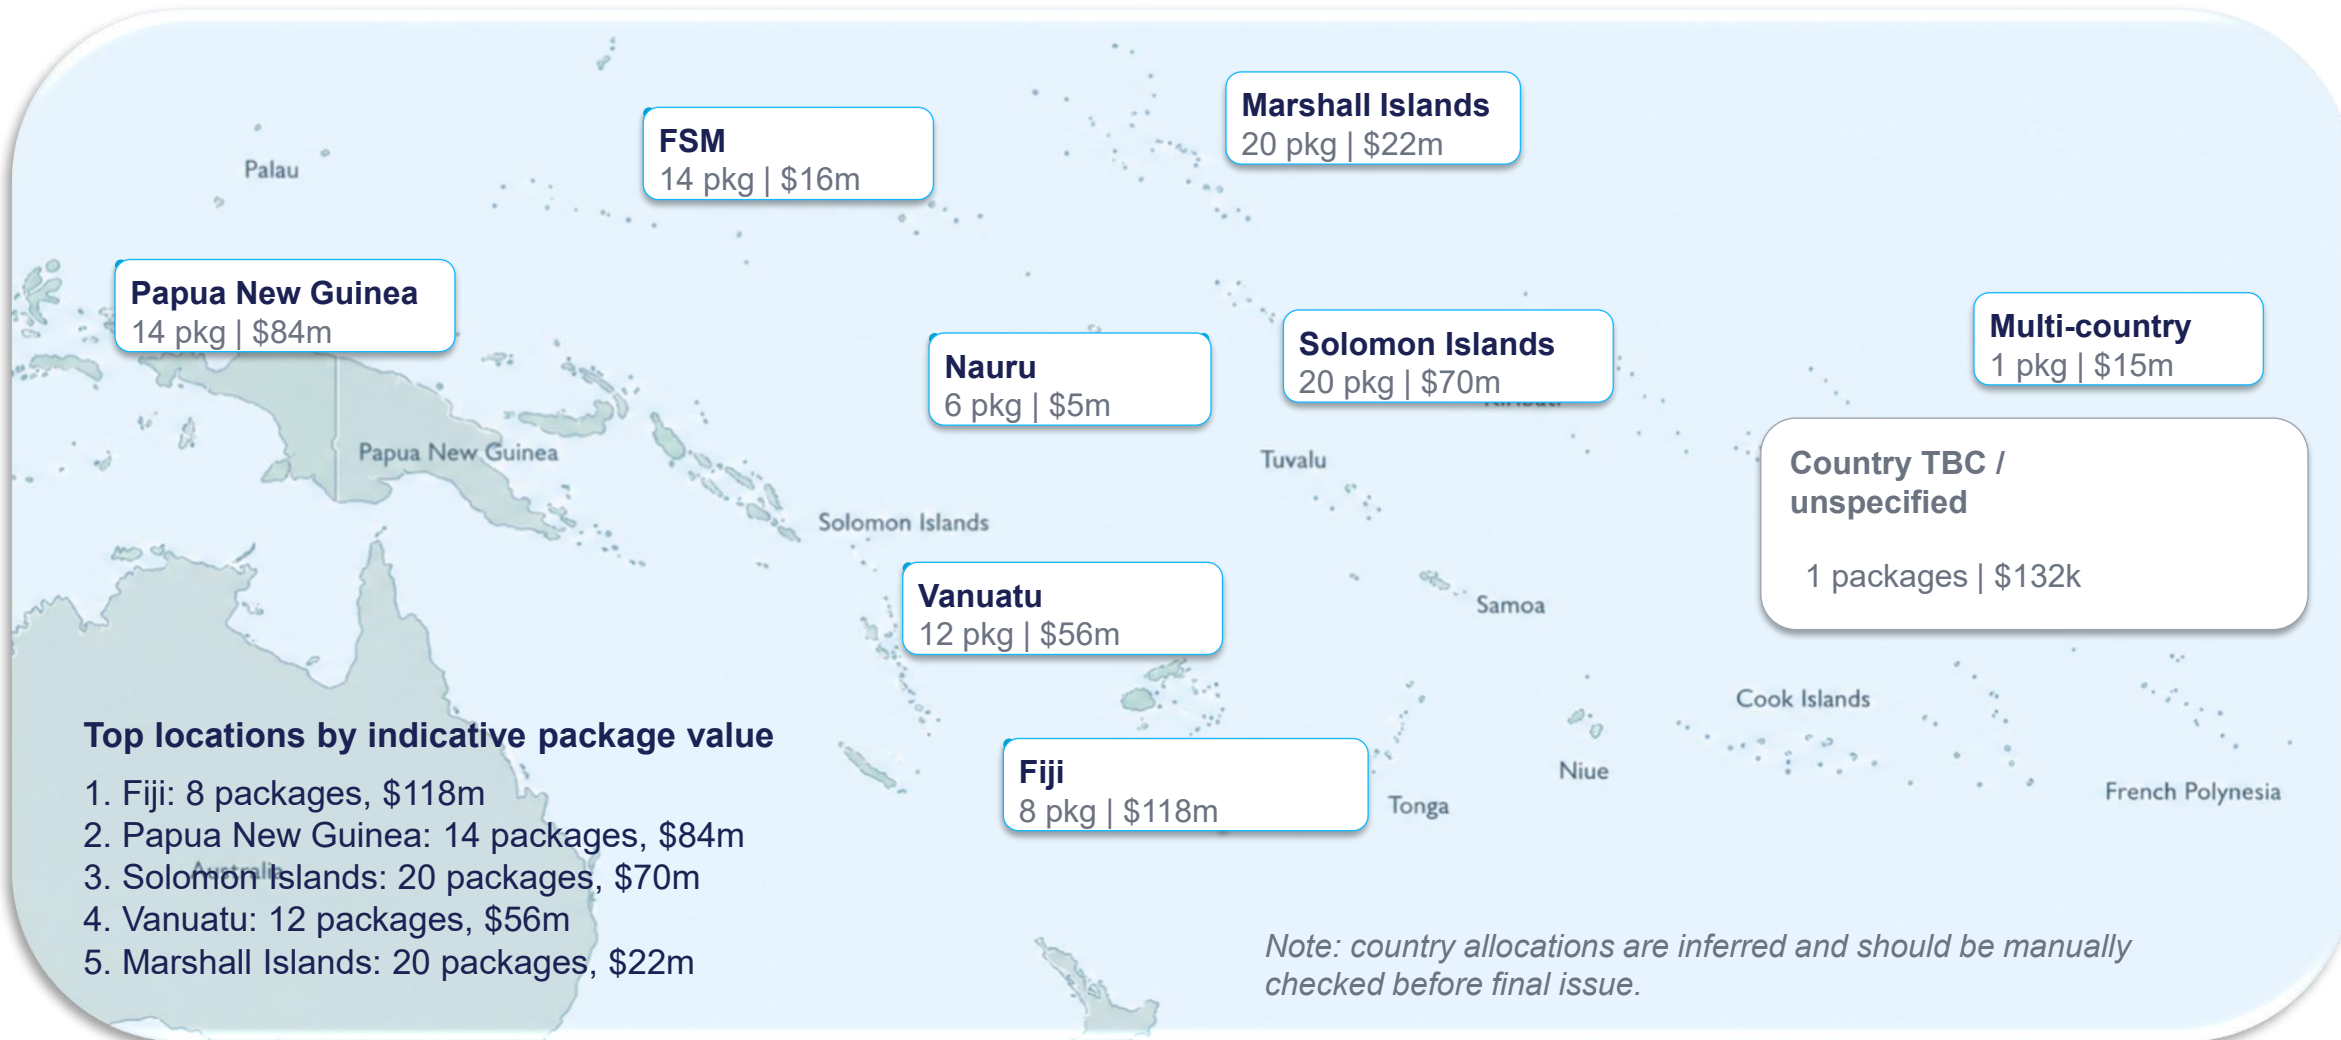 Marshall Islands
20 pkg | $22m
FSM
14 pkg | $16m
Palau
Papua New Guinea
14 pkg | $84m
Multi-country
1 pkg | $15m
Solomon Islands
20 pkg | $70m
Nauru
6 pkg | $5m
Country TBC /
unspecified
1 packages | $132k
Papua New Guinea
Tuvalu
Solomon Islands
Vanuatu
12 pkg | $56m
Samoa
Cook Islands
Fiji
8 pkg | $118m
Niue
Tonga
French Polynesia
Top locations by indicative package value
1. Fiji: 8 packages, $118m
2. Papua New Guinea: 14 packages, $84m
3. Solomon Islands: 20 packages, $70m
4. Vanuatu: 12 packages, $56m
5. Marshall Islands: 20 packages, $22m
Australia
Note: country allocations are inferred and should be manually
checked before final issue.